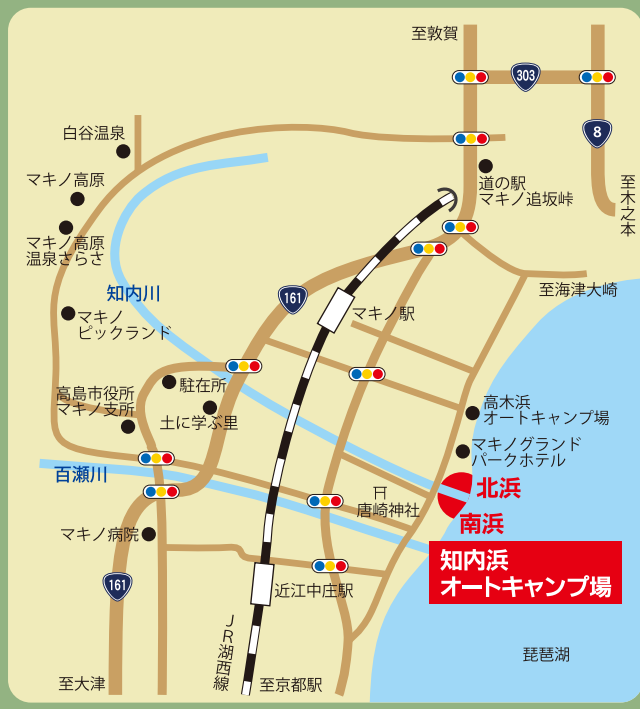 至敦賀
303
8
白谷温泉
マキノ高原
道の駅
マキノ追坂峠
至木之本
マキノ高原
温泉さらさ
知内川
161
至海津大崎
マキノ
ピックランド
マキノ駅
駐在所
高島市役所
マキノ支所
土に学ぶ里
高木浜
オートキャンプ場
マキノグランド
パークホテル
百瀬川
北浜
唐崎神社
南浜
マキノ病院
知内浜
オートキャンプ場
161
近江中庄駅
JR湖西線
琵琶湖
至大津
至京都駅